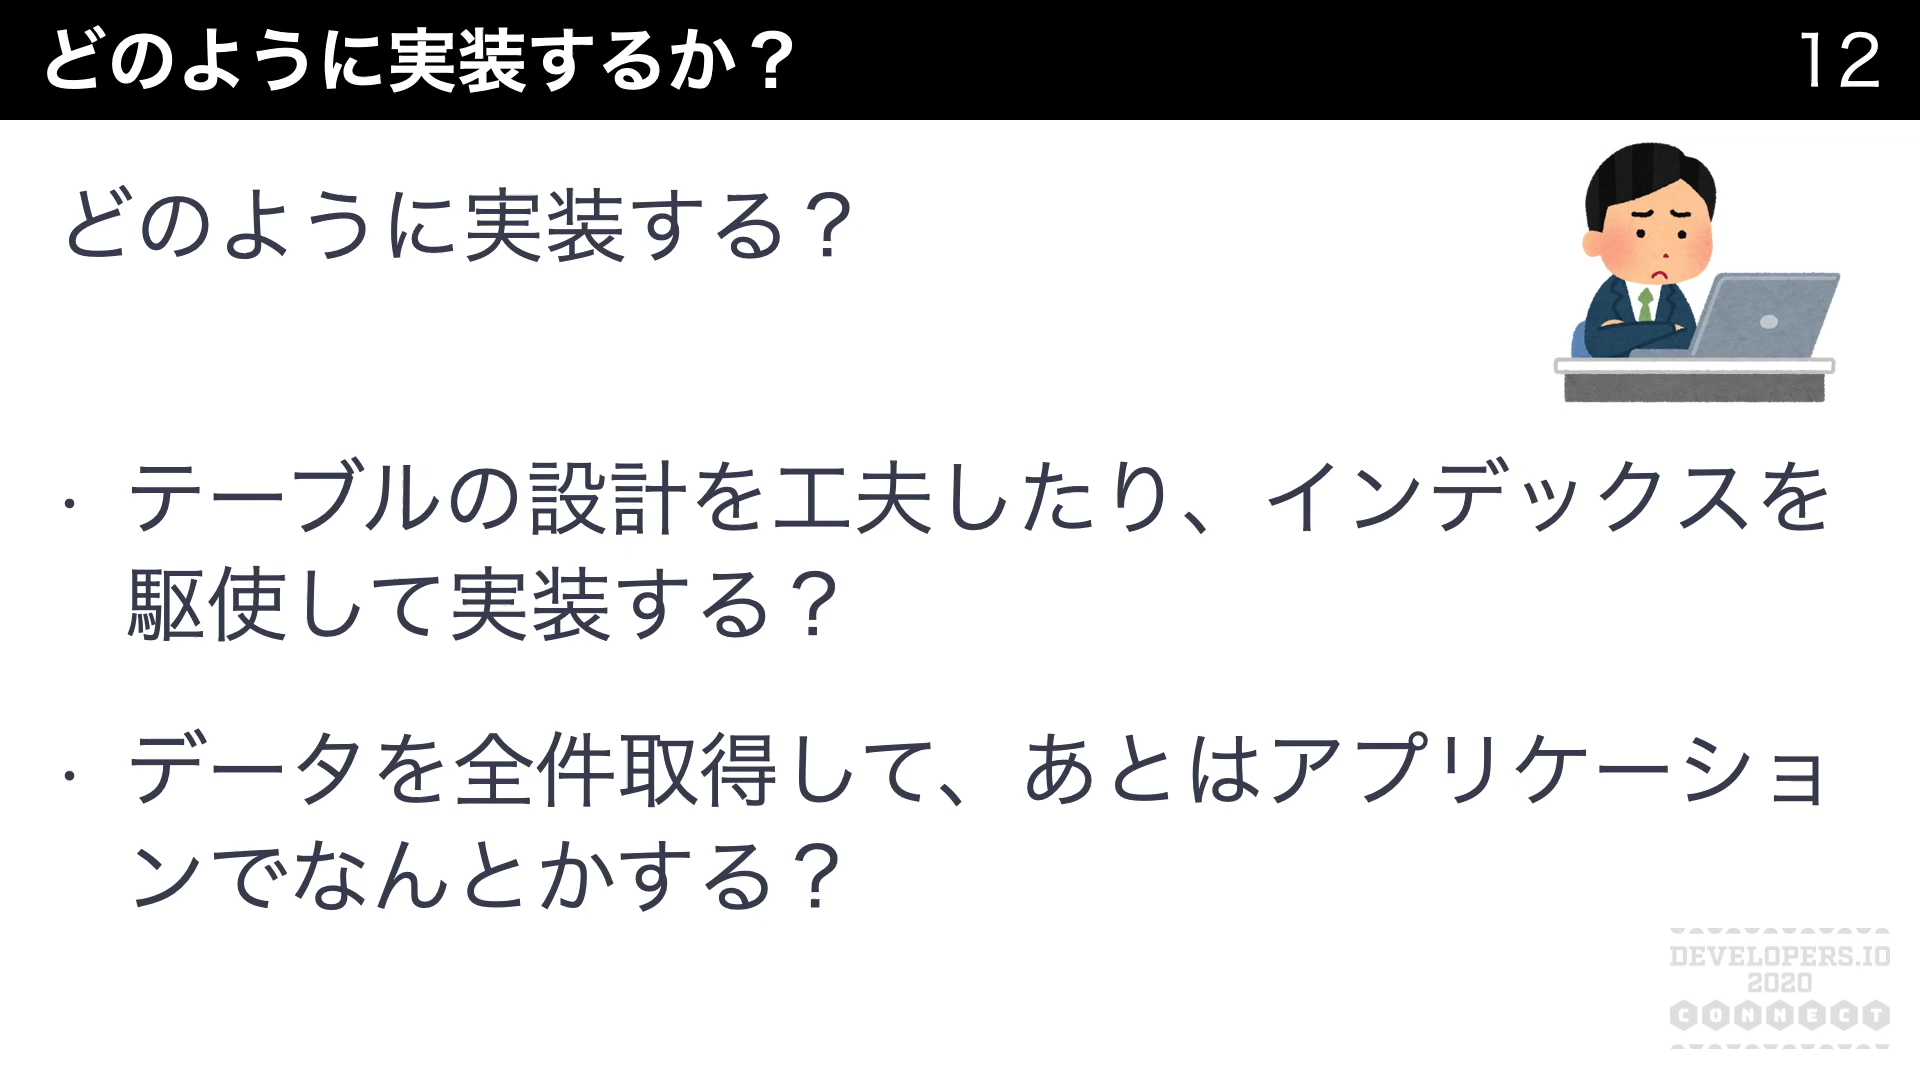 どのように実装するか？
12
どのように実装する？
・ テーブルの設計を工夫したり、インデックスを
駆使して実装する？
・ データを全件取得して、あとはアプリケーショ
ンでなんとかする？
DEVELOPERS.IO
2020
CONNECT